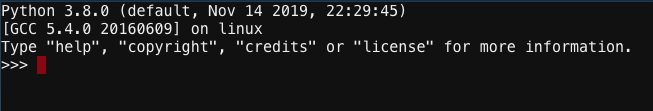 Python 3.8.0 (default, Nov 14 2019, 22:29:45)
[GCC 5.4.0 20160609] on linux
Type "help", "copyright", "credits" or "license" for more information.
>>>